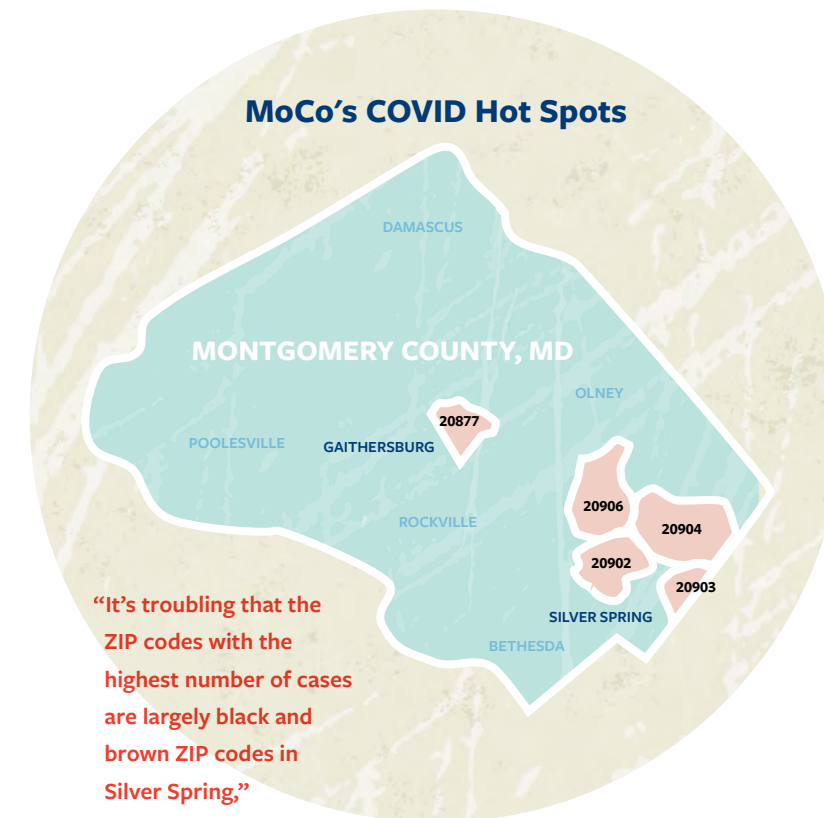 MoCo's COVID Hot Spots
DAMASCUS
MONTGOMERY COUNTY, MD
OLNEY
20877
POOLESVILLE
GAITHERSBURG
20906
ROCKVILLE
20904
20902
20903
“It's troubling that the
ZIP codes with the
highest number of cases
are largely black and
brown ZIP codes in
Silver Spring,”
SILVER SPRING
BETHESDA